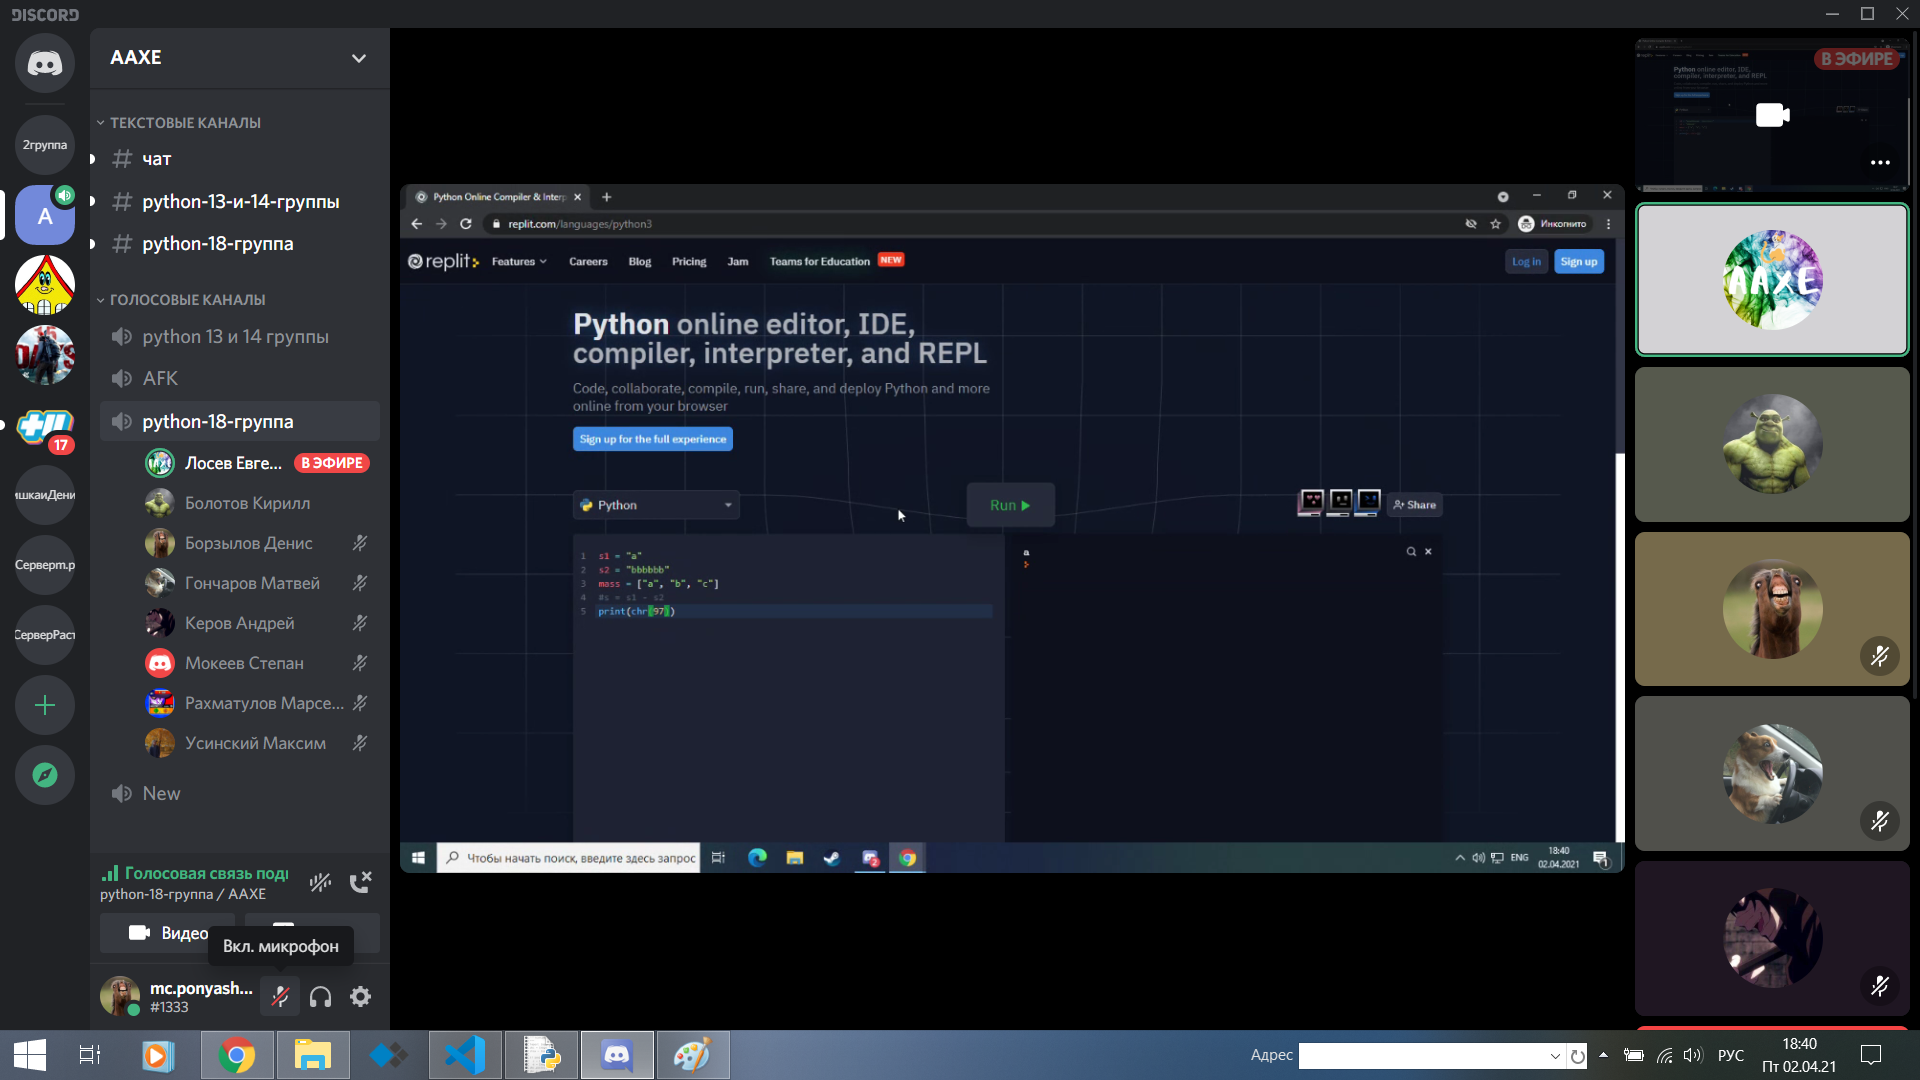 DISCORD
AAXE
2группа
A
17
ишкаиДени
Серверm.p
СерверРаст
ТЕКСТОВЫЕ КАНАЛЫ
# чат
# python-13-и-14-группы
# python-18-группа
ГОЛОСОВЫЕ КАНАЛЫ
python 13 и 14 группы
AFK
python-18-группа
Лосев Евге... В ЭФИРЕ
Болотов Кирилл
Борзылов Денис
Гончаров Матвей
Керов Андрей
Мокеев Степан
Рахматулов Марсе...
Усинский Максим
New
Голосовая связь подк
python-18-группа / AAXE
Видео
Вкл. микрофон
mc.ponyash...
#1333
Python Online Compiler & Interp
replit.com/languages/python3
Инкогнито
replit
Features
Careers
Blog
Pricing
Jam
Teams for Education NEW
Log in
Sign up
Python online editor, IDE,
compiler, interpreter, and REPL
Code, collaborate, compile, run, share, and deploy Python and more
online from your browser
Sign up for the full experience
Python
Run
Share
1 s1 = "a"
2 s2 = "bbbbbb"
3 mass = ["a", "b", "c"]
4 #s = s1 - s2
5 print(chr(97))
a
Чтобы начать поиск, введите здесь запрос
ENG
18:40
02.04.2021
1
В ЭФИРЕ
Python online editor, IDE,
compiler, interpreter, and REPL
AAXE
Адрес
РУС
18:40
Пт 02.04.21